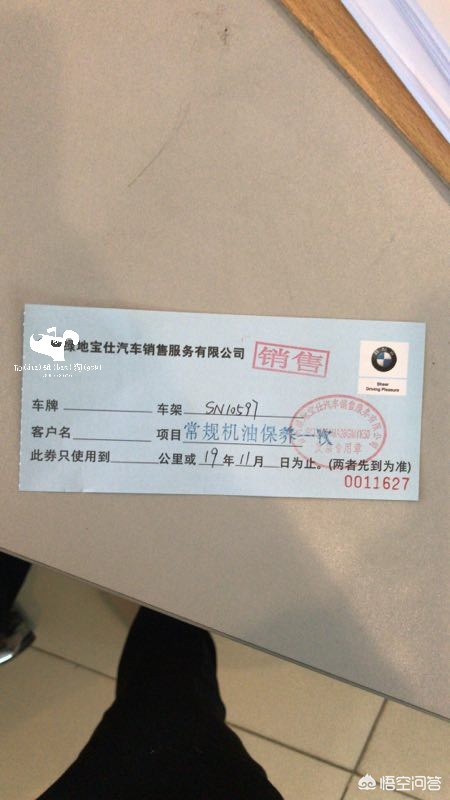 绿地宝仕汽车销售服务有限公司
销售
BMW
Sheer
Driving Pleasure
车牌 车架 SN10597
客户名 项目 常规机油保养一次
此券只使用到 公里或 19 年 11 月 日为止。(两者先到为准)
0011627
悟空问答